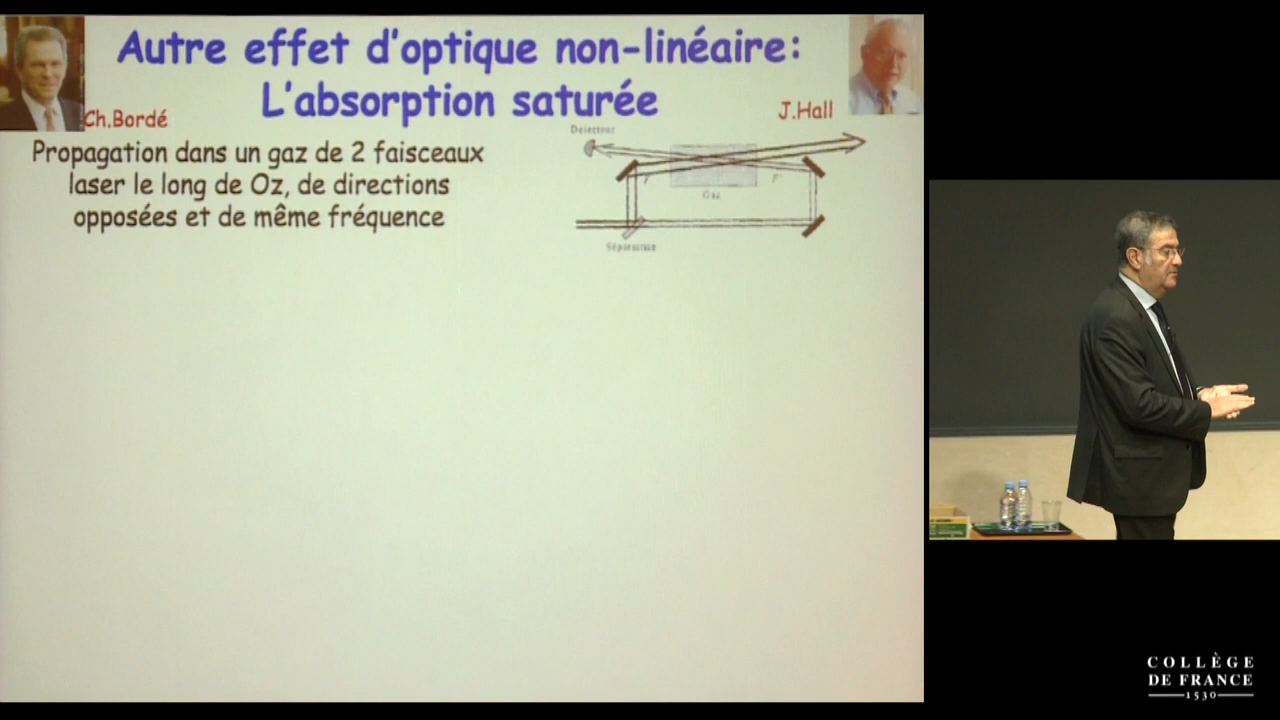 Autre effet d'optique non-linéaire:
L'absorption saturée
Ch.Bordé
J.Hall
Propagation dans un gaz de 2 faisceaux
laser le long de Oz, de directions
opposées et de même fréquence
Détecteur
Gaz
Séparatrice
COLLÈGE
DE FRANCE
1530